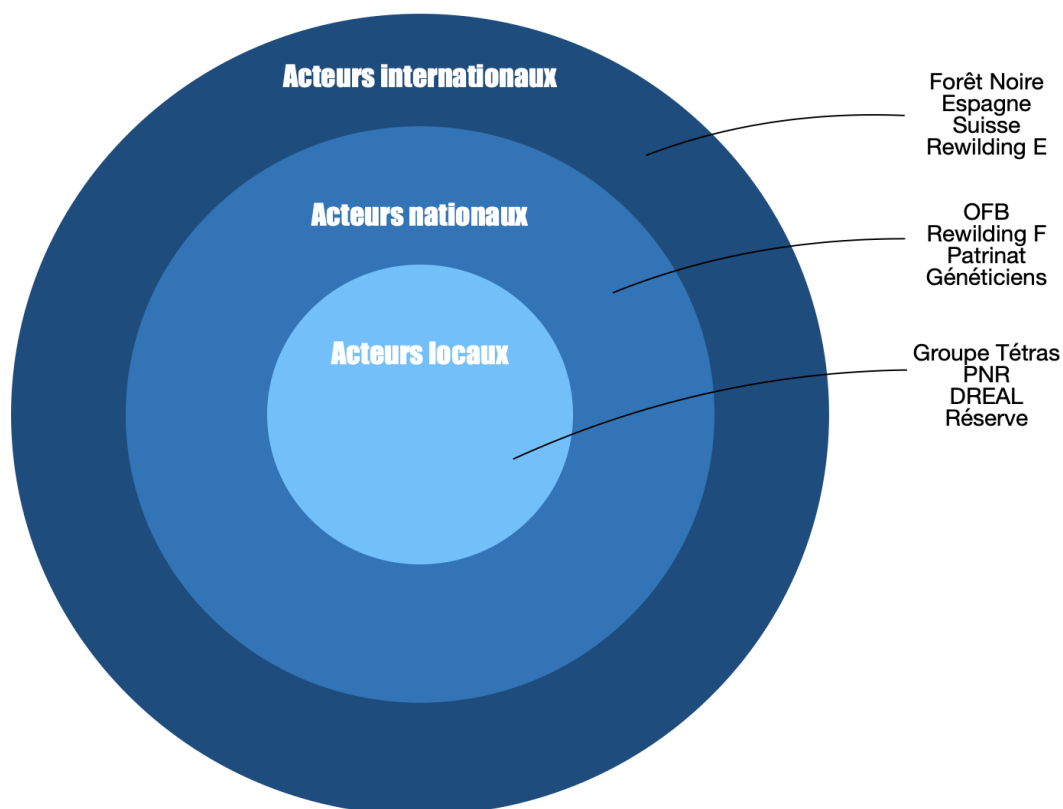 Acteurs internationaux
Forêt Noire
Espagne
Suisse
Rewilding E
Acteurs nationaux
OFB
Rewilding F
Patrinat
Généticiens
Acteurs locaux
Groupe Tétras
PNR
DREAL
Réserve